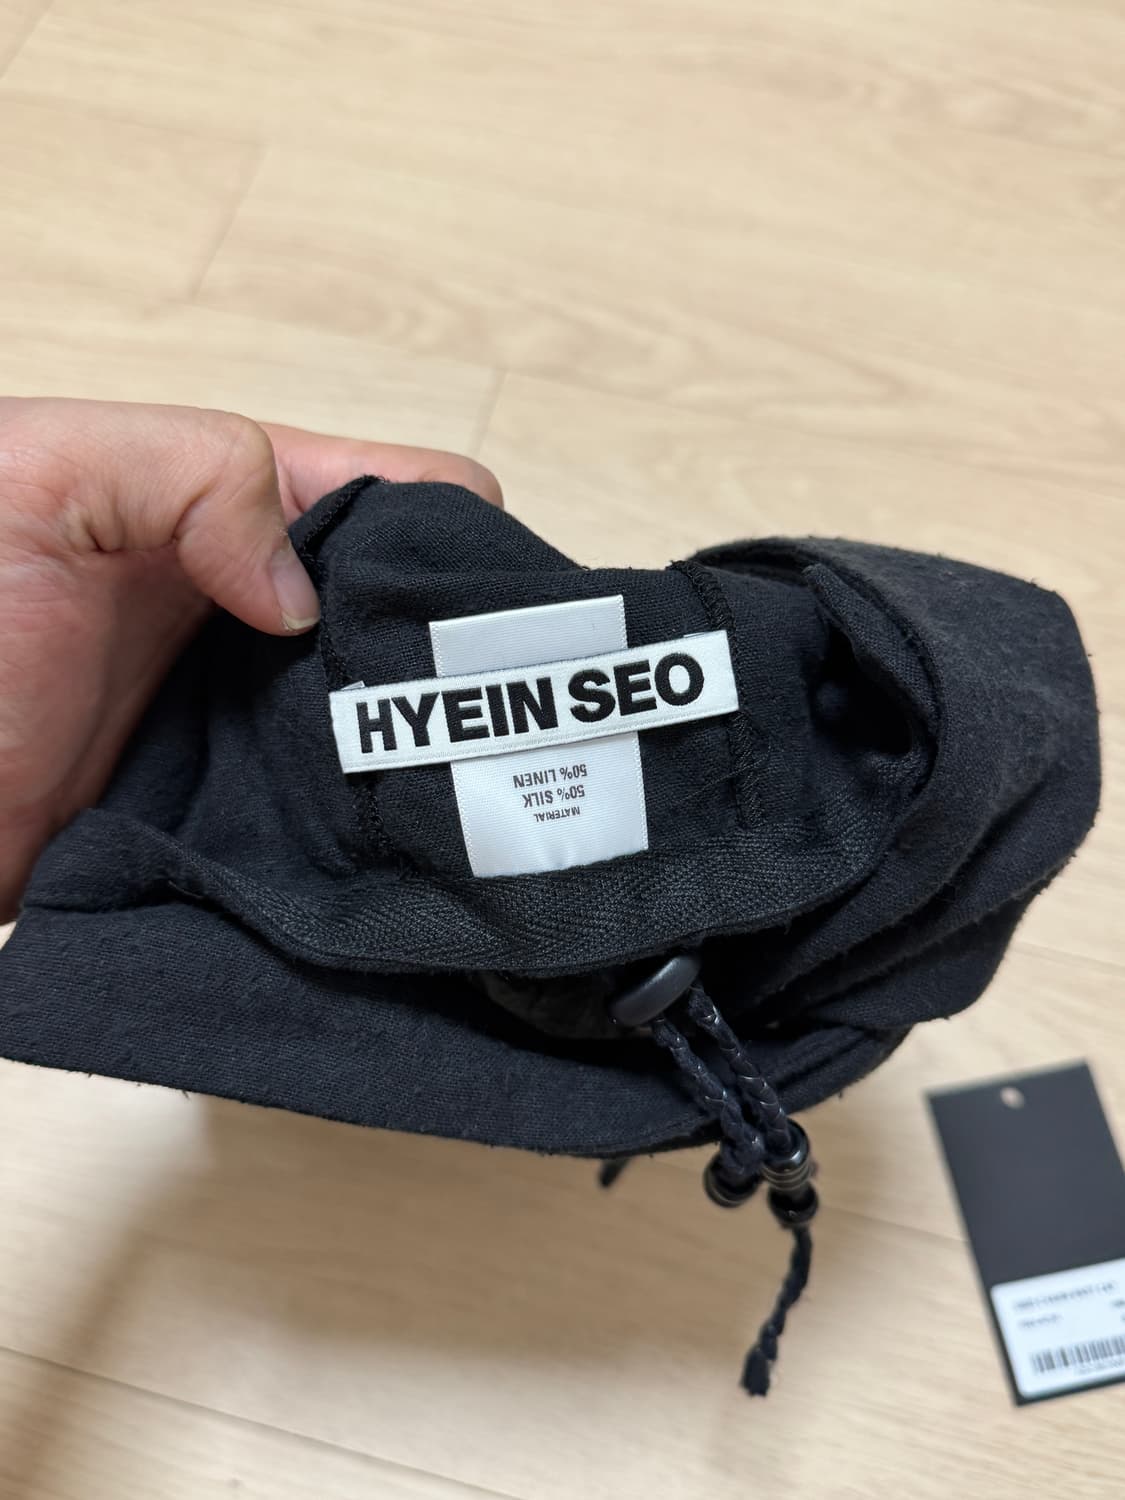 HYEIN SEO
MATERIAL
50% SILK
50% LINEN